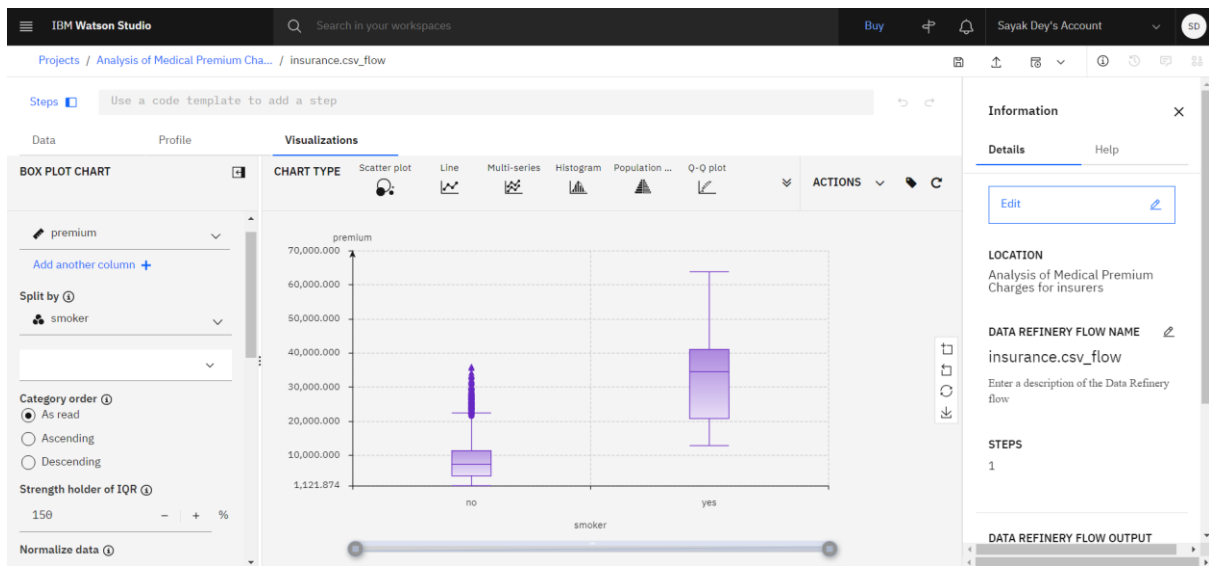 IBM Watson Studio
Search in your workspaces
Buy
Sayak Dey's Account
SD
Projects / Analysis of Medical Premium Cha... / insurance.csv_flow
Steps
Use a code template to add a step
Data
Profile
Visualizations
BOX PLOT CHART
premium
Add another column +
Split by
smoker
Category order
As read
Ascending
Descending
Strength holder of IQR
150
– + %
Normalize data
CHART TYPE
Scatter plot
Line
Multi-series
Histogram
Population ...
Q-Q plot
ACTIONS
premium
70,000.000
60,000.000
50,000.000
40,000.000
30,000.000
20,000.000
10,000.000
1,121.874
no
yes
smoker
Information
Details
Help
Edit
LOCATION
Analysis of Medical Premium
Charges for insurers
DATA REFINERY FLOW NAME
insurance.csv_flow
Enter a description of the Data Refinery
flow
STEPS
1
DATA REFINERY FLOW OUTPUT